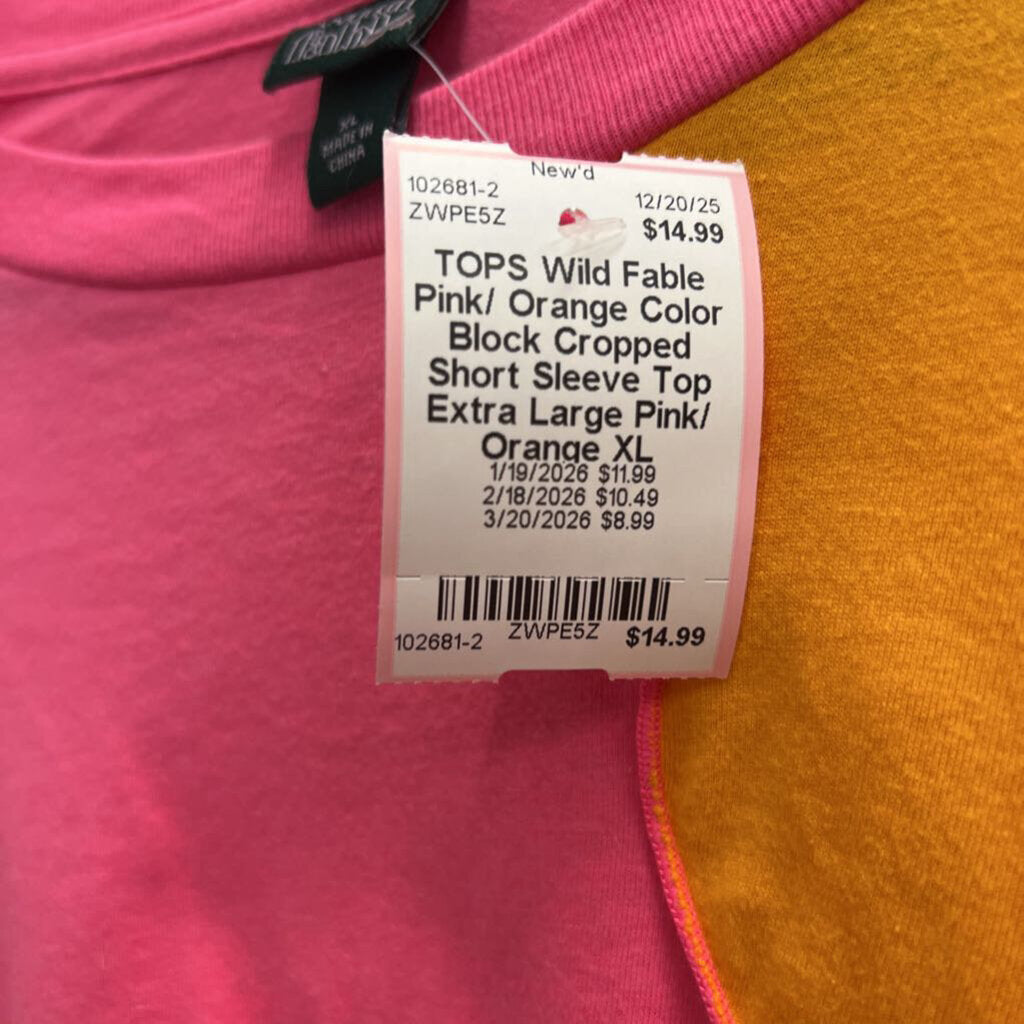 XL
MADE IN
CHINA
New'd
102681-2
12/20/25
ZWPE5Z
$14.99
TOPS Wild Fable
Pink/ Orange Color
Block Cropped
Short Sleeve Top
Extra Large Pink/
Orange XL
1/19/2026 $11.99
2/18/2026 $10.49
3/20/2026 $8.99
102681-2 ZWPE5Z $14.99